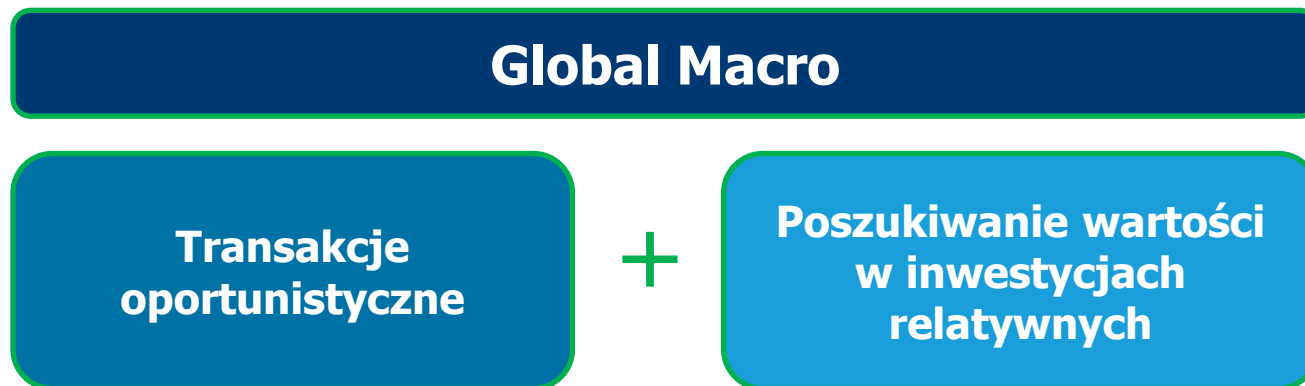 Global Macro
Transakcje
oportunistyczne
+
Poszukiwanie wartości
w inwestycjach
relatywnych